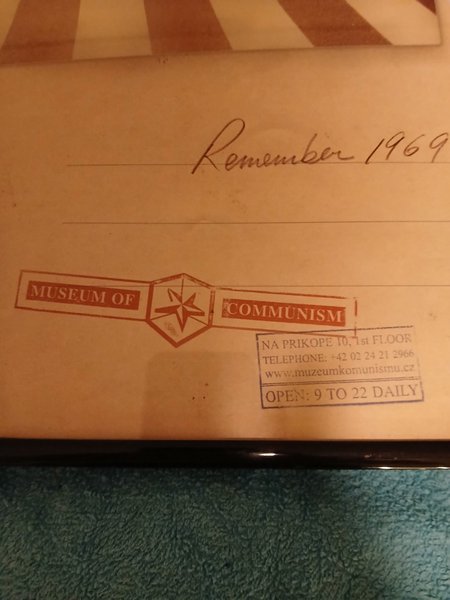 Remember 1969
MUSEUM OF COMMUNISM
NA PRIKOPE 10, 1st FLOOR
TELEPHONE: +42 02 24 21 2966
www.muzeumkomunismu.cz
OPEN: 9 TO 22 DAILY